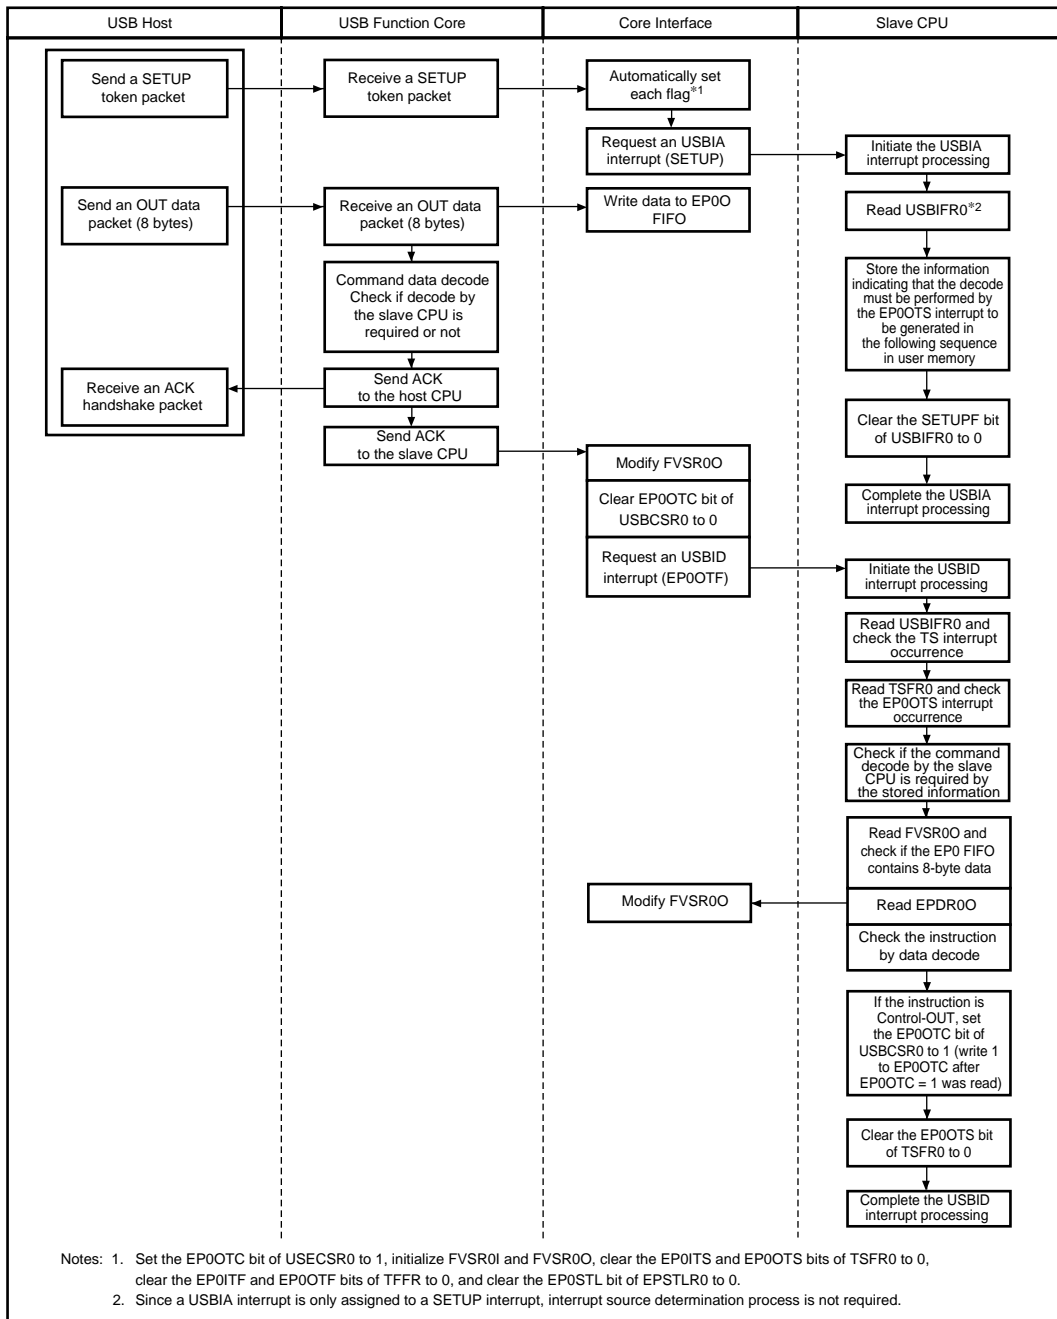 USB Host
USB Function Core
Core Interface
Slave CPU
Send a SETUP
token packet
Receive a SETUP
token packet
Automatically set
each flag*1
Request an USBIA
interrupt (SETUP)
Initiate the USBIA
interrupt processing
Send an OUT data
packet (8 bytes)
Receive an OUT data
packet (8 bytes)
Write data to EP0O
FIFO
Read USBIFR0*2
Command data decode
Check if decode by
the slave CPU is
required or not
Store the information
indicating that the decode
must be performed by
the EP0OTS interrupt to
be generated in
the following sequence
in user memory
Receive an ACK
handshake packet
Send ACK
to the host CPU
Clear the SETUPF bit
of USBIFR0 to 0
Send ACK
to the slave CPU
Modify FVSR0O
Clear EP0OTC bit of
USBCSR0 to 0
Complete the USBIA
interrupt processing
Request an USBID
interrupt (EP0OTF)
Initiate the USBID
interrupt processing
Read USBIFR0 and
check the TS interrupt
occurrence
Read TSFR0 and check
the EP0OTS interrupt
occurrence
Check if the command
decode by the slave
CPU is required by
the stored information
Read FVSR0O and
check if the EP0 FIFO
contains 8-byte data
Modify FVSR0O
Read EPDR0O
Check the instruction
by data decode
If the instruction is
Control-OUT, set
the EP0OTC bit of
USBCSR0 to 1 (write 1
to EP0OTC after
EP0OTC = 1 was read)
Clear the EP0OTS bit
of TSFR0 to 0
Complete the USBID
interrupt processing
Notes: 1. Set the EP0OTC bit of USECSR0 to 1, initialize FVSR0I and FVSR0O, clear the EP0ITS and EP0OTS bits of TSFR0 to 0,
clear the EP0ITF and EP0OTF bits of TFFR to 0, and clear the EP0STL bit of EPSTLR0 to 0.
2. Since a USBIA interrupt is only assigned to a SETUP interrupt, interrupt source determination process is not required.